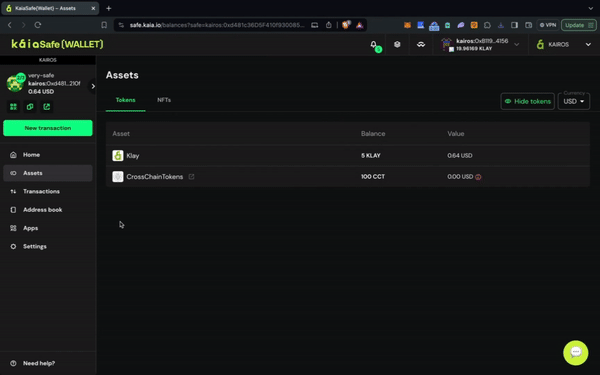 KaiaSafe{Wallet} – Assets
safe.kaia.io/balances?safe=kairos:0xd481c36D5F410f930085...
VPN
Update
kaiaSafe{WALLET}
kairos:0x8119...4156
19.96169 KLAY
KAIROS
KAIROS
2/2
very-safe
kairos:0xd481...210f
0.64 USD
New transaction
Home
Assets
Transactions
Address book
Apps
Settings
Need help?
Assets
Tokens
NFTs
Hide tokens
Currency
USD
Asset
Balance
Value
Klay
5 KLAY
0.64 USD
CrossChainTokens
100 CCT
0.00 USD